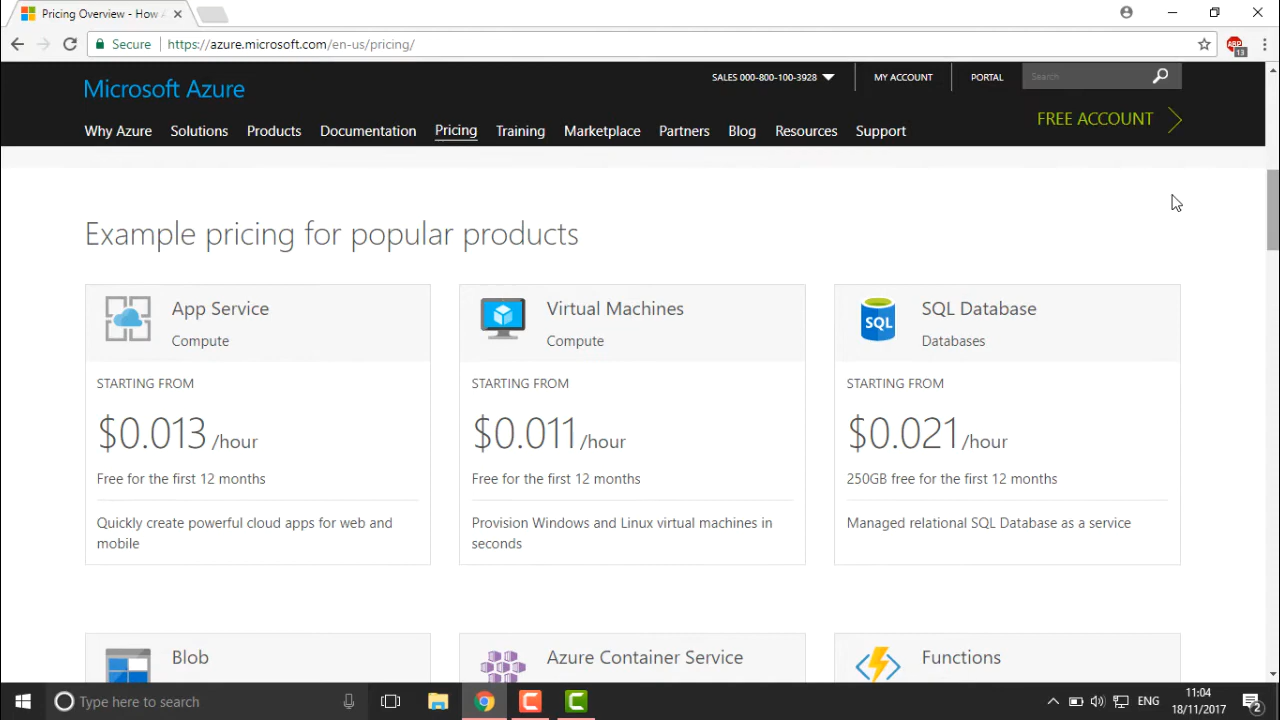 Pricing Overview - How
Secure https://azure.microsoft.com/en-us/pricing/
13
Microsoft Azure
SALES 000-800-100-3928
MY ACCOUNT
PORTAL
Search
Why Azure Solutions Products Documentation Pricing Training Marketplace Partners Blog Resources Support
FREE ACCOUNT
Example pricing for popular products
App Service
Compute
STARTING FROM
$0.013 /hour
Free for the first 12 months
Quickly create powerful cloud apps for web and
mobile
Virtual Machines
Compute
STARTING FROM
$0.011 /hour
Free for the first 12 months
Provision Windows and Linux virtual machines in
seconds
SQL
SQL Database
Databases
STARTING FROM
$0.021 /hour
250GB free for the first 12 months
Managed relational SQL Database as a service
Blob
Azure Container Service
Functions
Type here to search
ENG
11:04
18/11/2017
2